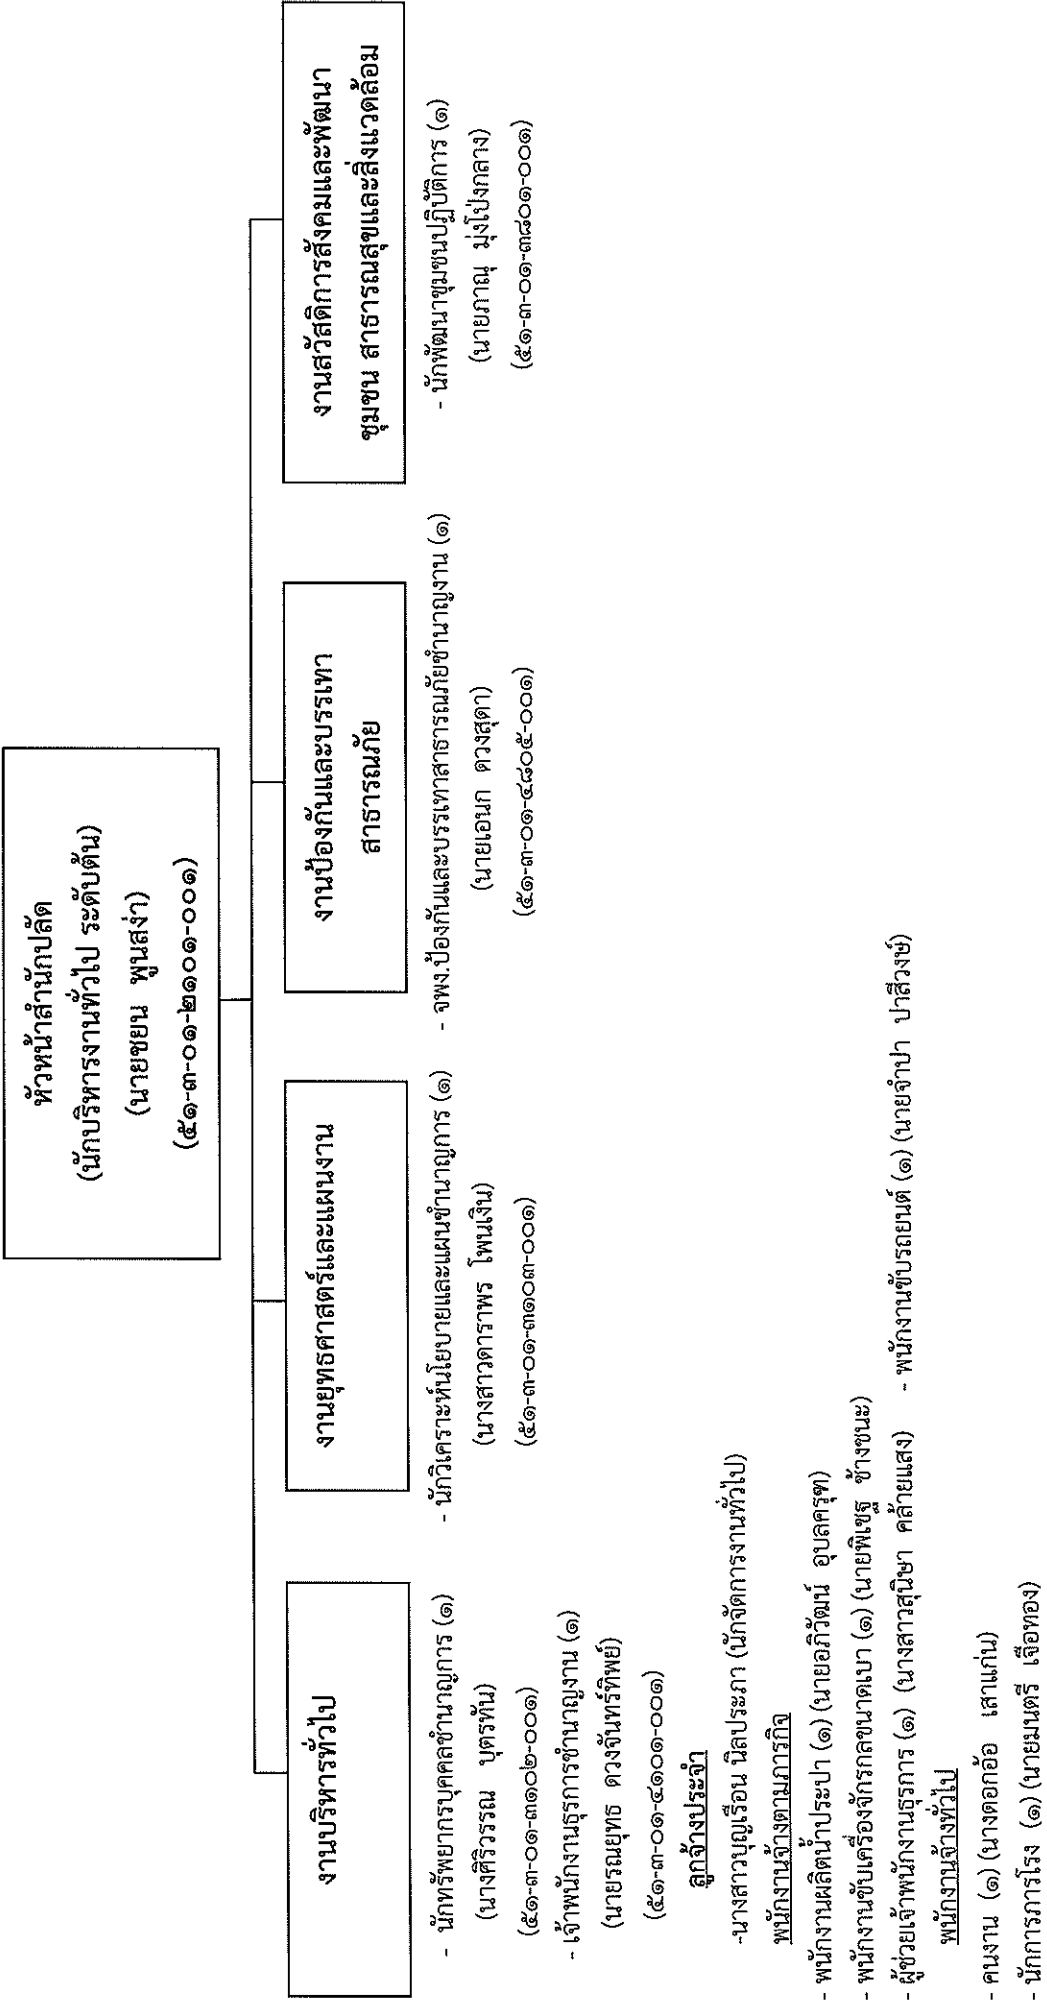 หัวหน้าสำนักปลัด
(นักบริหารงานทั่วไป ระดับต้น)
(นายชยน พูนสง่า)
(๕๑-๓-๐๑-๒๑๐๑-๐๐๑)
งานบริหารทั่วไป
- นักทรัพยากรบุคคลชำนาญการ (๑)
(นางศิริวรรณ บุตรทัน)
(๕๑-๓-๐๑-๓๑๐๒-๐๐๑)
- เจ้าพนักงานธุรการชำนาญงาน (๑)
(นายรณยุทธ ดวงจันทร์ทิพย์)
(๕๑-๓-๐๑-๔๑๐๑-๐๐๑)
ลูกจ้างประจำ
-นางสาวบุญเรือน นิลประภา (นักจัดการงานทั่วไป)
พนักงานจ้างตามภารกิจ
- พนักงานผลิตน้ำประปา (๑) (นายอภิวัฒน์ อุบลครุฑ)
- พนักงานขับเครื่องจักรกลขนาดเบา (๑) (นายพิเชฐ ช้างชนะ)
- ผู้ช่วยเจ้าพนักงานธุรการ (๑) (นางสาวสุนิษา คล้ายแสง) - พนักงานขับรถยนต์ (๑) (นายจำปา ปาสีวงษ์)
พนักงานจ้างทั่วไป
- คนงาน (๑) (นางดอกอ้อ เสาแก่น)
- นักการภารโรง (๑) (นายมนตรี เจือทอง)
งานยุทธศาสตร์และแผนงาน
- นักวิเคราะห์นโยบายและแผนชำนาญการ (๑)
(นางสาวดาราพร โพนเงิน)
(๕๑-๓-๐๑-๓๑๐๓-๐๐๑)
งานป้องกันและบรรเทา
สาธารณภัย
- จพง.ป้องกันและบรรเทาสาธารณภัยชำนาญงาน (๑)
(นายเอนก ดวงสุดา)
(๕๑-๓-๐๑-๔๘๐๕-๐๐๑)
งานสวัสดิการสังคมและพัฒนา
ชุมชน สาธารณสุขและสิ่งแวดล้อม
- นักพัฒนาชุมชนปฏิบัติการ (๑)
(นายภาณุ มุ่งโปงกลาง)
(๕๑-๓-๐๑-๓๘๐๑-๐๐๑)